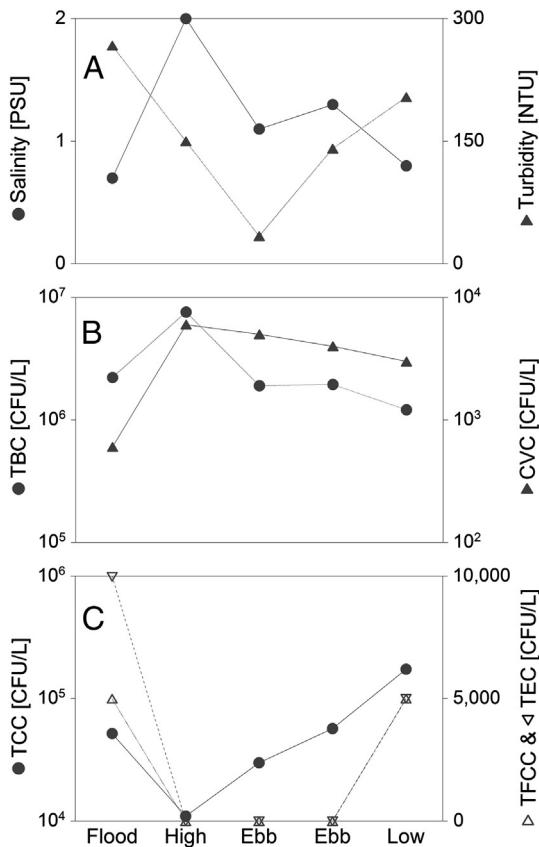 A
2
1
0
● Salinity [PSU]
300
150
0
▲ Turbidity [NTU]
B
10⁷
10⁶
10⁵
● TBC [CFU/L]
10⁴
10³
10²
▲ CVC [CFU/L]
C
10⁶
10⁵
10⁴
● TCC [CFU/L]
10,000
5,000
0
△ TFCC & ▽ TEC [CFU/L]
Flood High Ebb Ebb Low